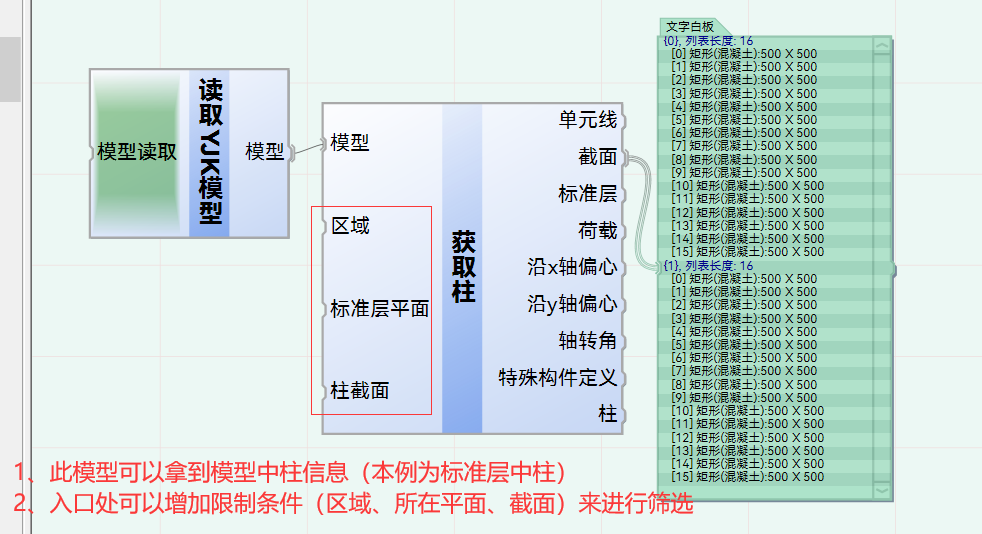 文字白板
{0}, 列表长度: 16
[0] 矩形(混凝土):500 X 500
[1] 矩形(混凝土):500 X 500
[2] 矩形(混凝土):500 X 500
[3] 矩形(混凝土):500 X 500
[4] 矩形(混凝土):500 X 500
[5] 矩形(混凝土):500 X 500
[6] 矩形(混凝土):500 X 500
[7] 矩形(混凝土):500 X 500
[8] 矩形(混凝土):500 X 500
[9] 矩形(混凝土):500 X 500
[10] 矩形(混凝土):500 X 500
[11] 矩形(混凝土):500 X 500
[12] 矩形(混凝土):500 X 500
[13] 矩形(混凝土):500 X 500
[14] 矩形(混凝土):500 X 500
[15] 矩形(混凝土):500 X 500
{1}, 列表长度: 16
[0] 矩形(混凝土):500 X 500
[1] 矩形(混凝土):500 X 500
[2] 矩形(混凝土):500 X 500
[3] 矩形(混凝土):500 X 500
[4] 矩形(混凝土):500 X 500
[5] 矩形(混凝土):500 X 500
[6] 矩形(混凝土):500 X 500
[7] 矩形(混凝土):500 X 500
[8] 矩形(混凝土):500 X 500
[9] 矩形(混凝土):500 X 500
[10] 矩形(混凝土):500 X 500
[11] 矩形(混凝土):500 X 500
[12] 矩形(混凝土):500 X 500
[13] 矩形(混凝土):500 X 500
[14] 矩形(混凝土):500 X 500
[15] 矩形(混凝土):500 X 500
模型读取
读取YJK模型
模型
模型
区域
标准层平面
柱截面
获取柱
单元线
截面
标准层
荷载
沿x轴偏心
沿y轴偏心
轴转角
特殊构件定义
柱
1、此模型可以拿到模型中柱信息（本例为标准层中柱）
2、入口处可以增加限制条件（区域、所在平面、截面）来进行筛选